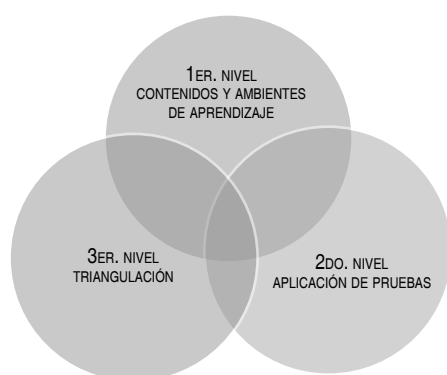 1ER. NIVEL
CONTENIDOS Y AMBIENTES
DE APRENDIZAJE
3ER. NIVEL
TRIANGULACIÓN
2DO. NIVEL
APLICACIÓN DE PRUEBAS